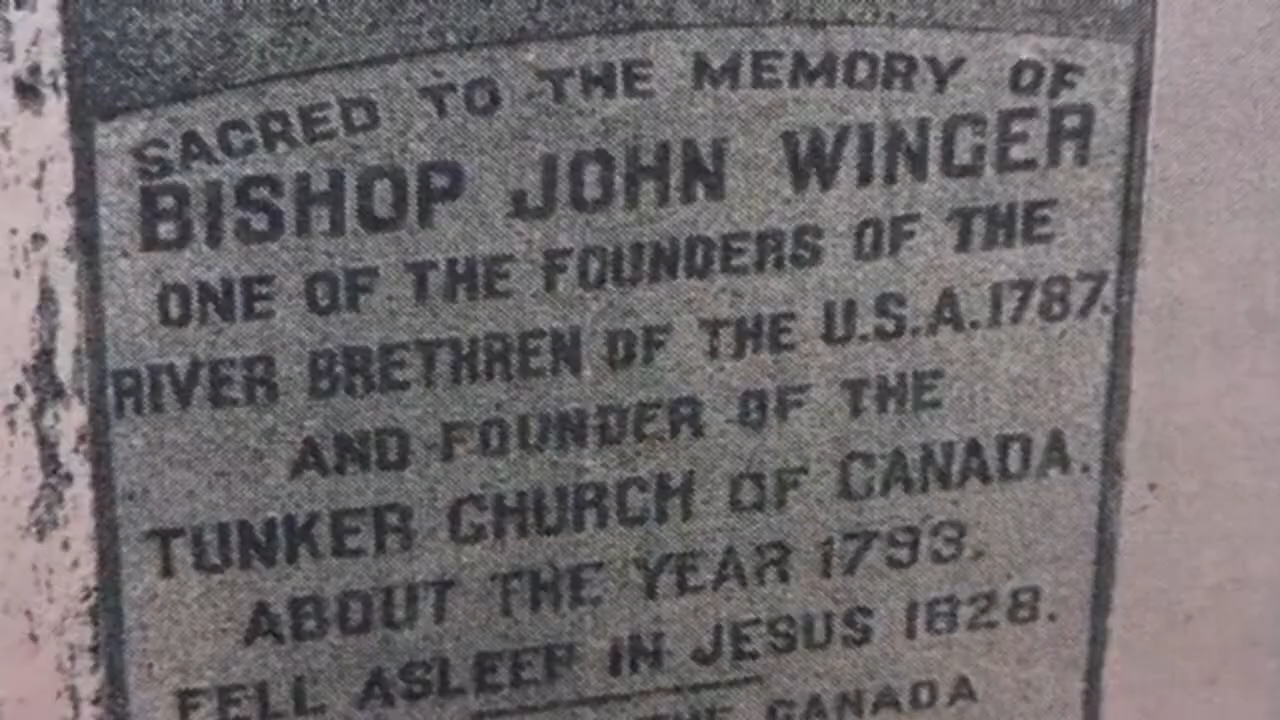 SACRED TO THE MEMORY OF
BISHOP JOHN WINGER
ONE OF THE FOUNDERS OF THE
RIVER BRETHREN OF THE U.S.A. 1787.
AND FOUNDER OF THE
TUNKER CHURCH OF CANADA.
ABOUT THE YEAR 1793.
FELL ASLEEP IN JESUS 1828.
THE CANADA